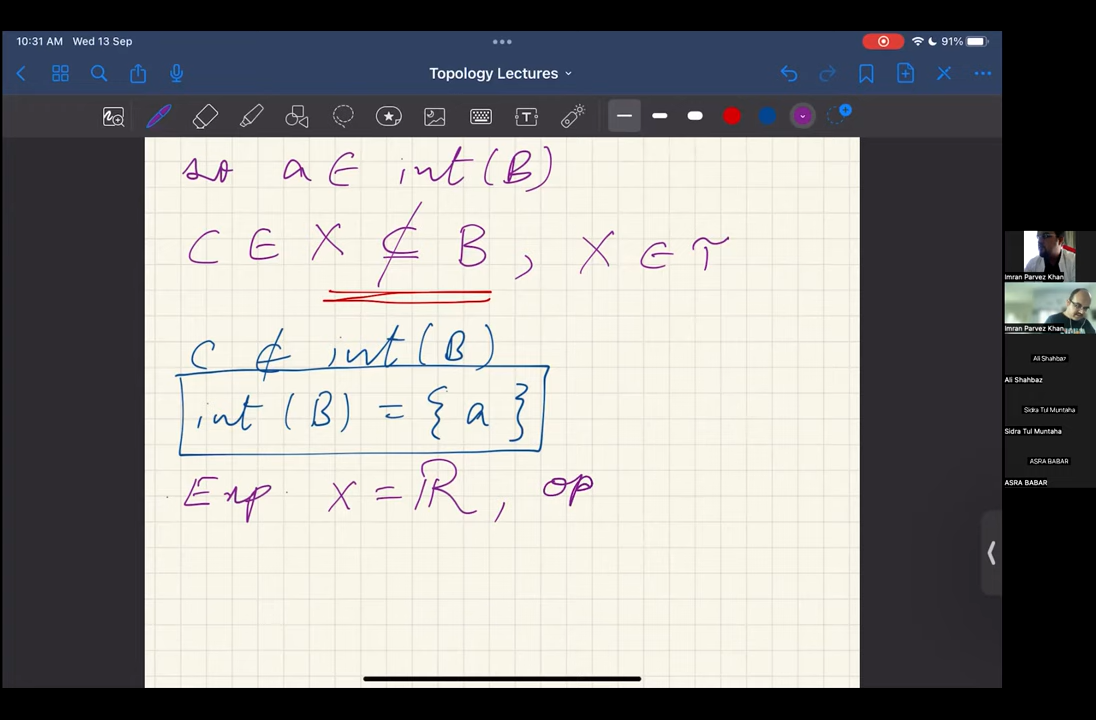 10:31 AM Wed 13 Sep
91%
Topology Lectures
so a ∈ int(B)
C ∈ X ⊄ B, X ∈ τ
C ∉ int(B)
int(B) = {a}
Exp. X = ℝ, op
Imran Parvez Khan
Imran Parvez Khan
Ali Shahbaz
Ali Shahbaz
Sidra Tul Muntaha
Sidra Tul Muntaha
ASRA BABAR
ASRA BABAR